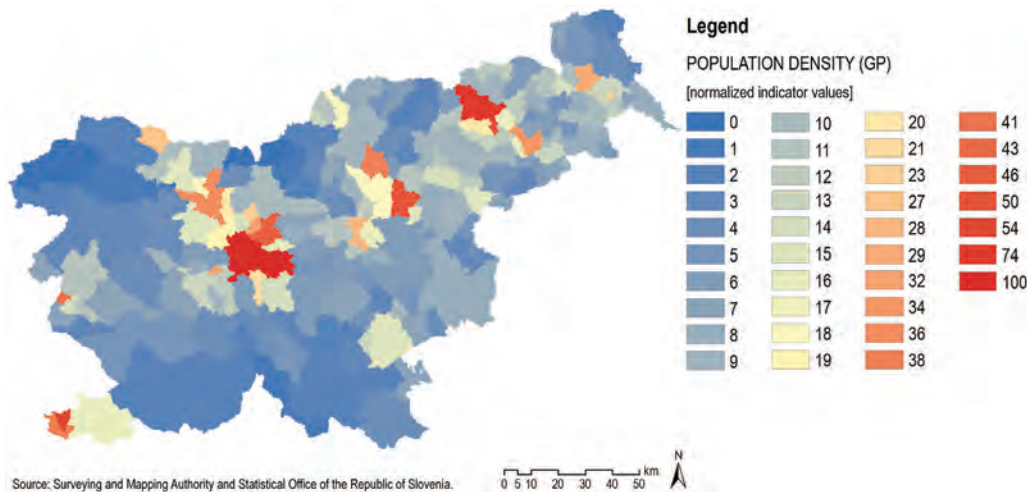 Legend
POPULATION DENSITY (GP)
[normalized indicator values]
0 10 20 41
1 11 21 43
2 12 23 46
3 13 27 50
4 14 28 54
5 15 29 74
6 16 32 100
7 17 34
8 18 36
9 19 38
N
km
0 5 10 20 30 40 50
Source: Surveying and Mapping Authority and Statistical Office of the Republic of Slovenia.